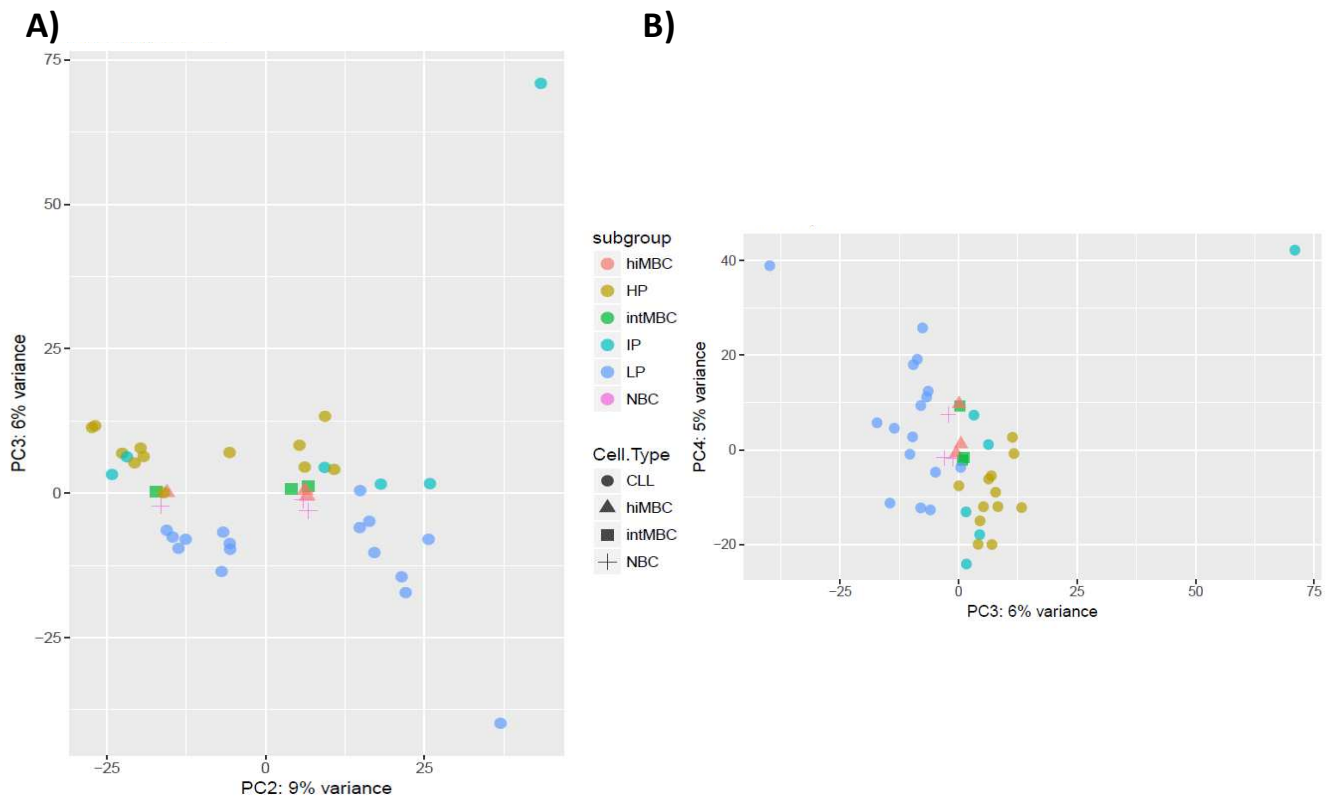 A)
B)
75
50
25
0
−25
PC3: 6% variance
−25
0
25
PC2: 9% variance
subgroup
hiMBC
HP
intMBC
IP
LP
NBC
Cell.Type
CLL
hiMBC
intMBC
NBC
40
20
0
−20
PC4: 5% variance
−25
0
25
50
75
PC3: 6% variance